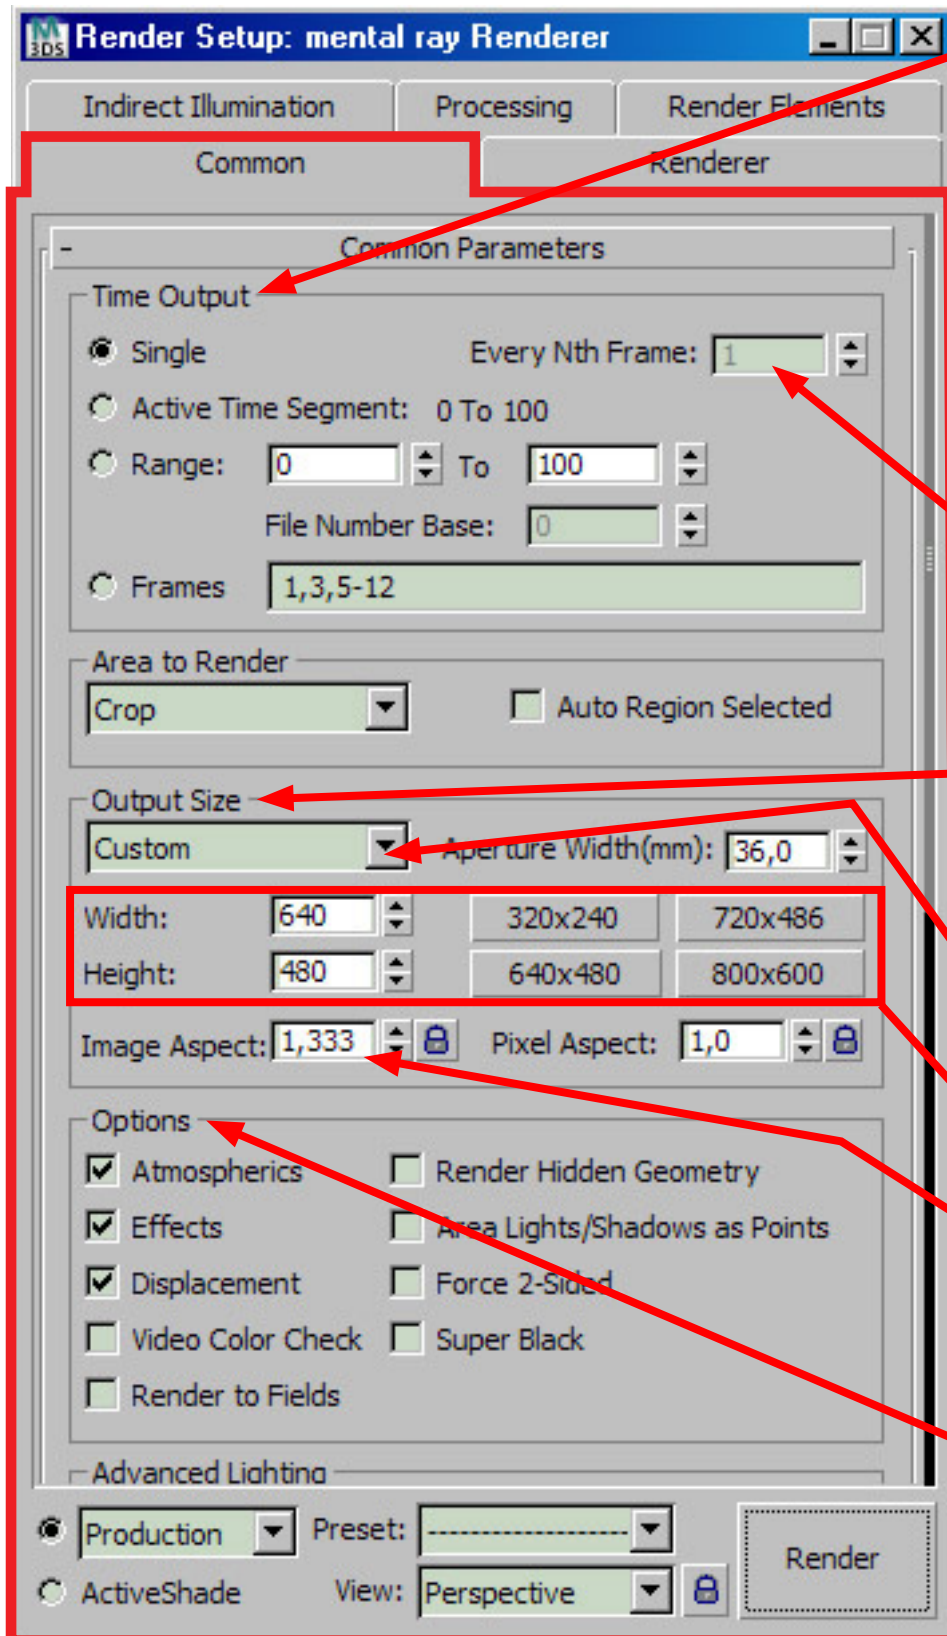 M
3DS
Render Setup: mental ray Renderer
Indirect Illumination Processing Render Elements
Common Renderer
- Common Parameters
Time Output
Single Every Nth Frame: 1
Active Time Segment: 0 To 100
Range: 0 To 100
File Number Base: 0
Frames 1,3,5-12
Area to Render
Crop Auto Region Selected
Output Size
Custom Aperture Width(mm): 36,0
Width: 640 320x240 720x486
Height: 480 640x480 800x600
Image Aspect: 1,333 Pixel Aspect: 1,0
Options
Atmospherics Render Hidden Geometry
Effects Area Lights/Shadows as Points
Displacement Force 2-Sided
Video Color Check Super Black
Render to Fields
Advanced Lighting
Production Preset: -------------------
Render
ActiveShade View: Perspective